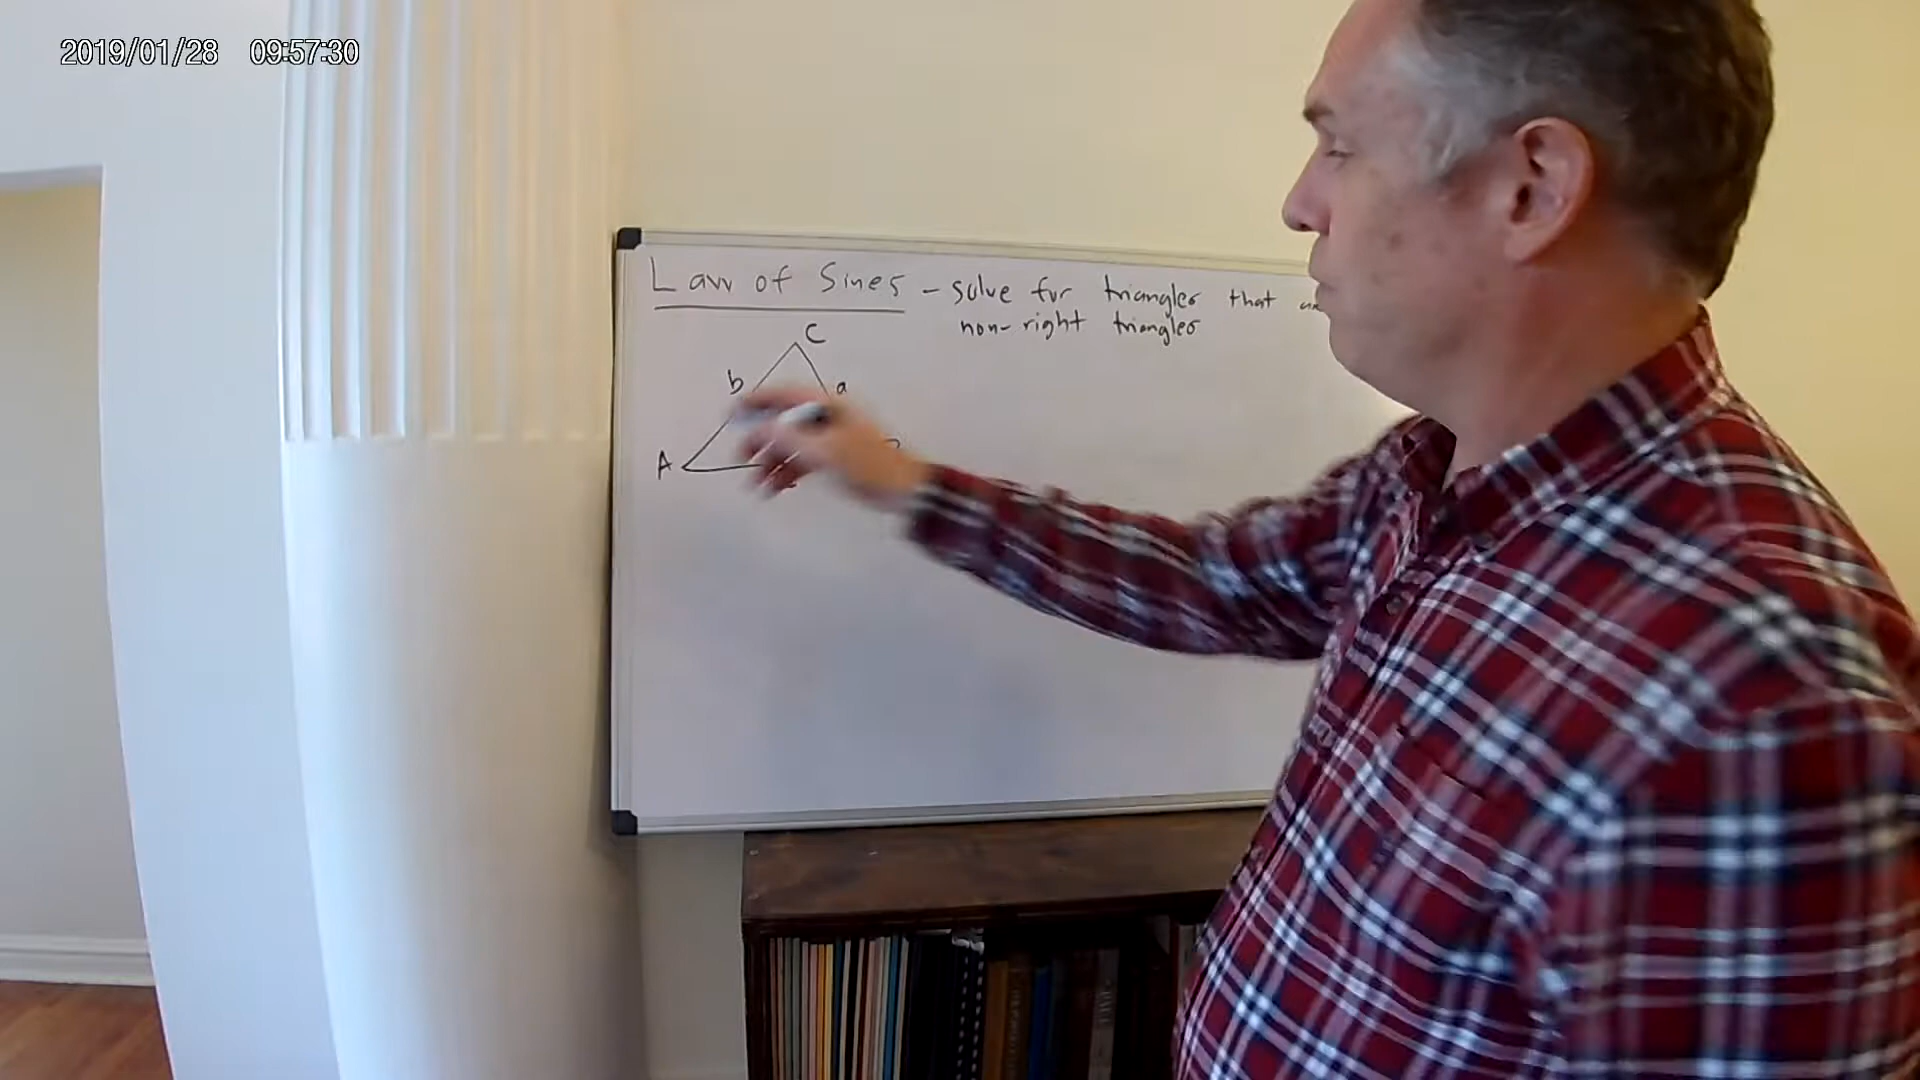 2019/01/28 09:57:30
Law of Sines - solve for triangles that
non-right triangles
C
b a
A